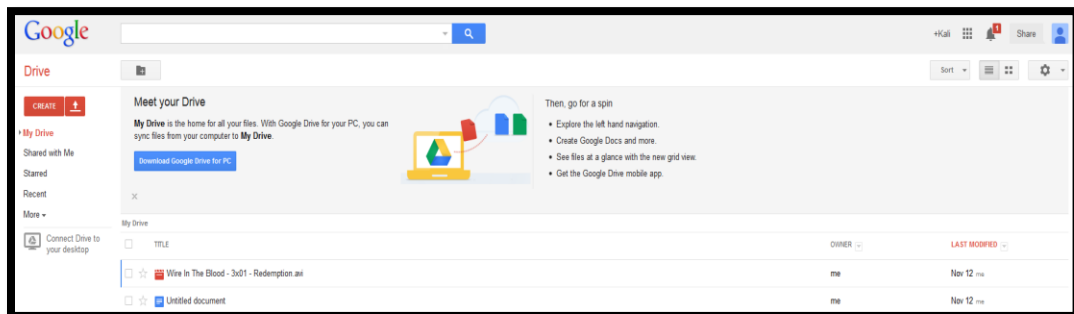 Google
+Kali
1
Share
Drive
Sort
CREATE
My Drive
Shared with Me
Starred
Recent
More
Connect Drive to
your desktop
Meet your Drive
My Drive is the home for all your files. With Google Drive for your PC, you can
sync files from your computer to My Drive.
Download Google Drive for PC
x
Then, go for a spin
• Explore the left hand navigation.
• Create Google Docs and more.
• See files at a glance with the new grid view.
• Get the Google Drive mobile app.
My Drive
TITLE OWNER LAST MODIFIED
Wire In The Blood - 3x01 - Redemption.avi me Nov 12 me
Untitled document me Nov 12 me